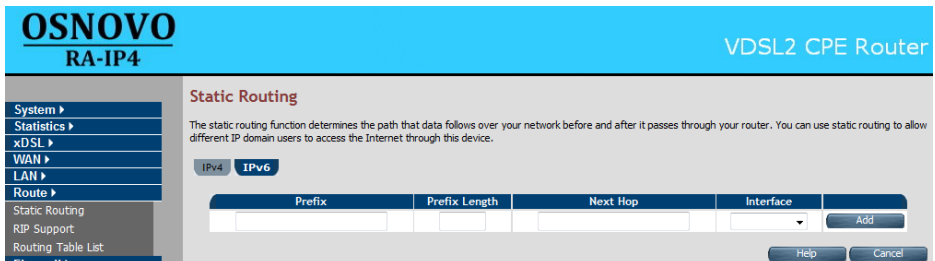 OSNOVO
RA-IP4
VDSL2 CPE Router
System
Statistics
xDSL
WAN
LAN
Route
Static Routing
RIP Support
Routing Table List
Static Routing
The static routing function determines the path that data follows over your network before and after it passes through your router. You can use static routing to allow
different IP domain users to access the Internet through this device.
IPv4 IPv6
Prefix Prefix Length Next Hop Interface
Add
Help Cancel